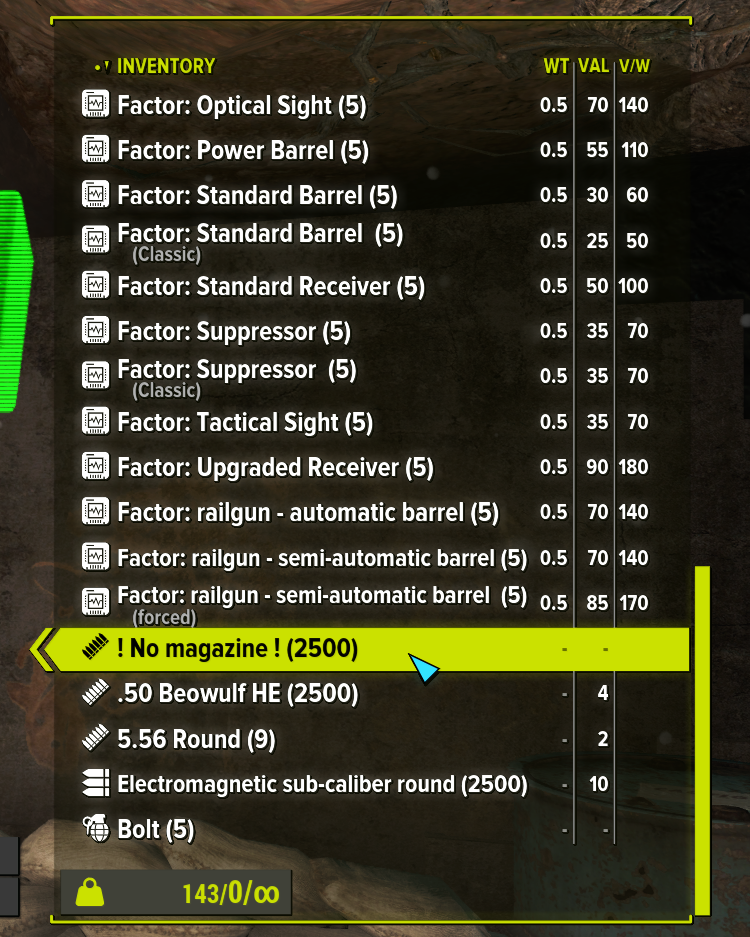 INVENTORY WT VAL V/W
Factor: Optical Sight (5) 0.5 70 140
Factor: Power Barrel (5) 0.5 55 110
Factor: Standard Barrel (5) 0.5 30 60
Factor: Standard Barrel (5) 0.5 25 50
(Classic)
Factor: Standard Receiver (5) 0.5 50 100
Factor: Suppressor (5) 0.5 35 70
Factor: Suppressor (5) 0.5 35 70
(Classic)
Factor: Tactical Sight (5) 0.5 35 70
Factor: Upgraded Receiver (5) 0.5 90 180
Factor: railgun - automatic barrel (5) 0.5 70 140
Factor: railgun - semi-automatic barrel (5) 0.5 70 140
Factor: railgun - semi-automatic barrel (5) 0.5 85 170
(forced)
! No magazine ! (2500) - -
.50 Beowulf HE (2500) - 4
5.56 Round (9) - 2
Electromagnetic sub-caliber round (2500) - 10
Bolt (5) - -
143/0/∞